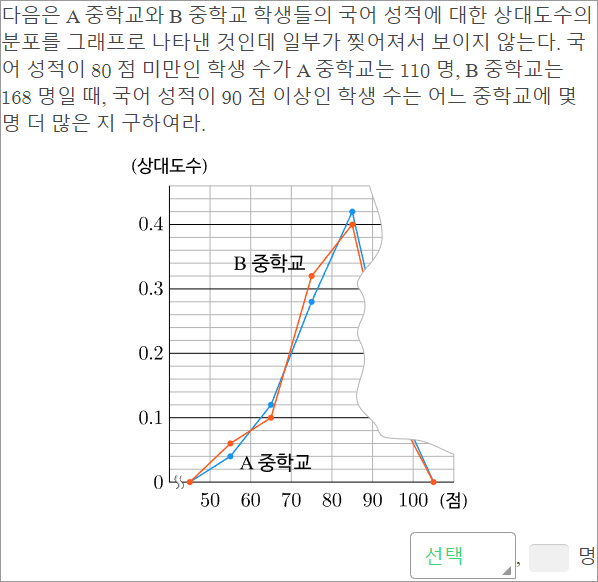 다음은 A 중학교와 B 중학교 학생들의 국어 성적에 대한 상대도수의
분포를 그래프로 나타낸 것인데 일부가 찢어져서 보이지 않는다. 국
어 성적이 80 점 미만인 학생 수가 A 중학교는 110 명, B 중학교는
168 명일 때, 국어 성적이 90 점 이상인 학생 수는 어느 중학교에 몇
명 더 많은 지 구하여라.
(상대도수)
0.4
B 중학교
0.3
0.2
0.1
A 중학교
0
50 60 70 80 90 100 (점)
선택 , 명